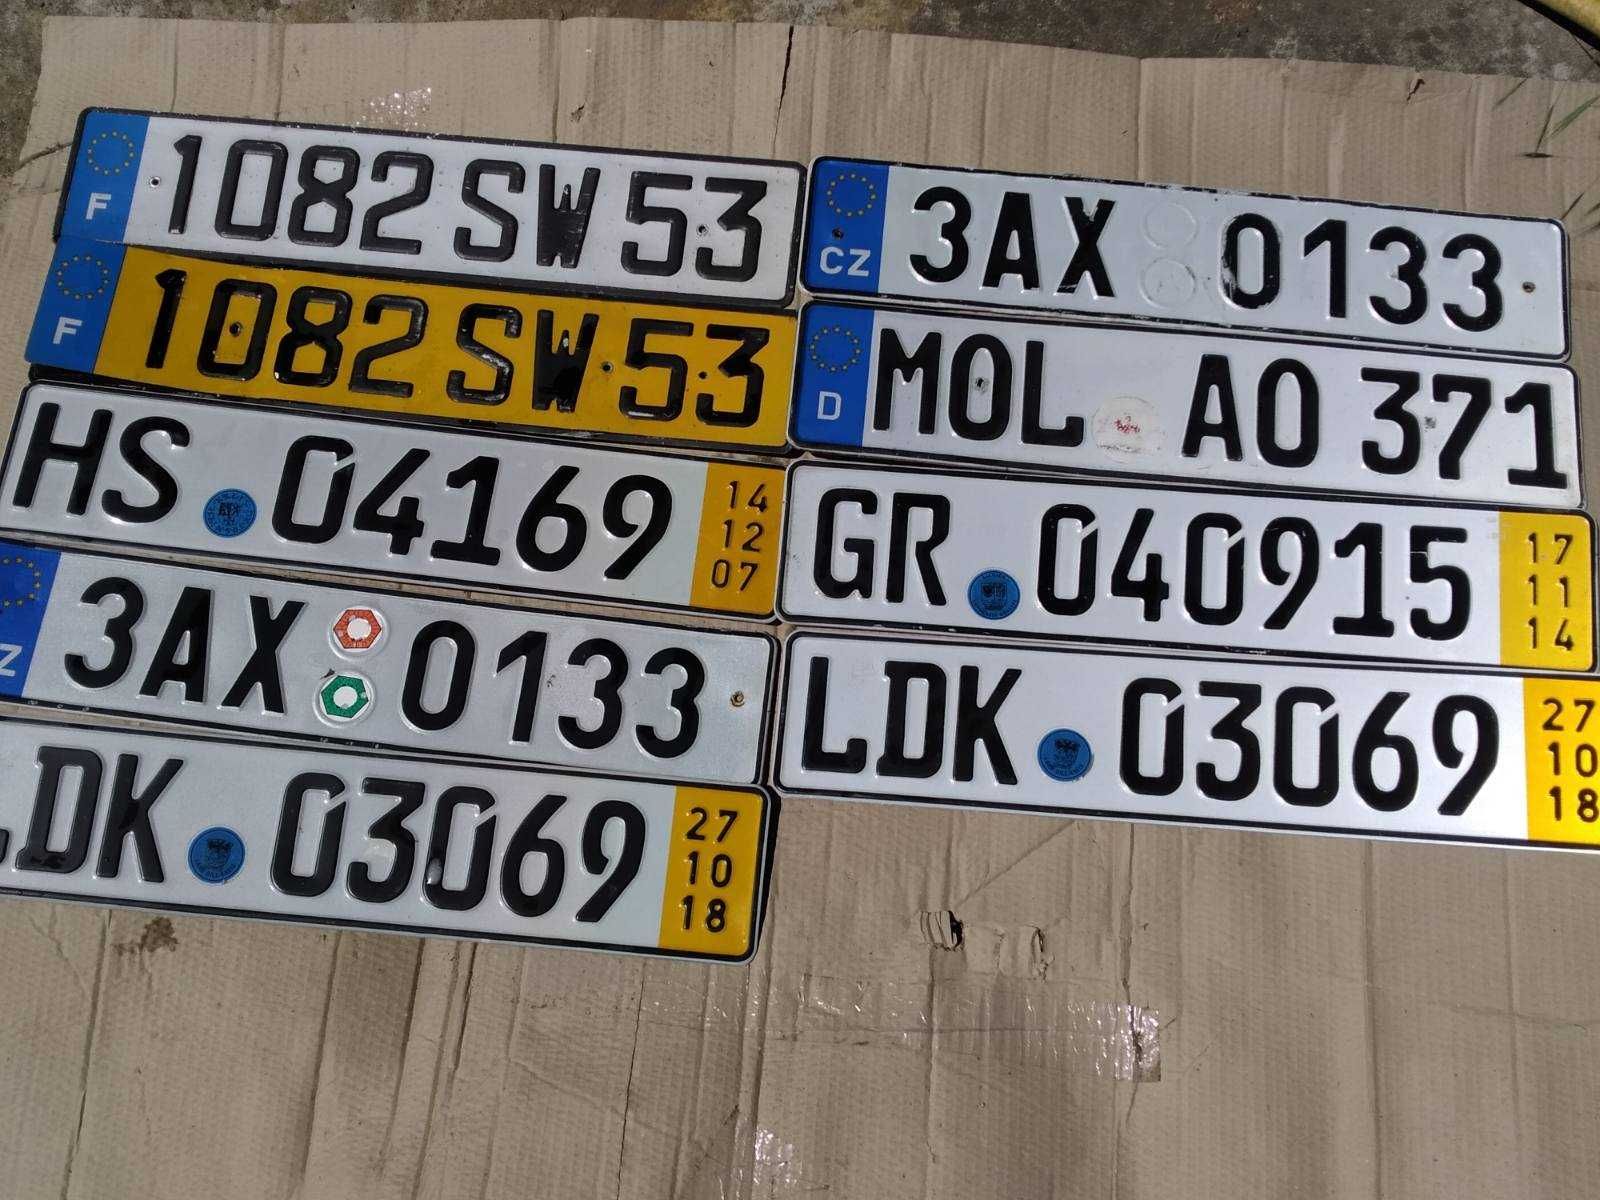 F 1082 SW 53
F 1082 SW 53
HS 04169 14 12 07
Z 3AX 0133
DK 03069 27 10 18
CZ 3AX 0133
D MOL AO 371
GR 040915 17 11 14
LDK 03069 27 10 18